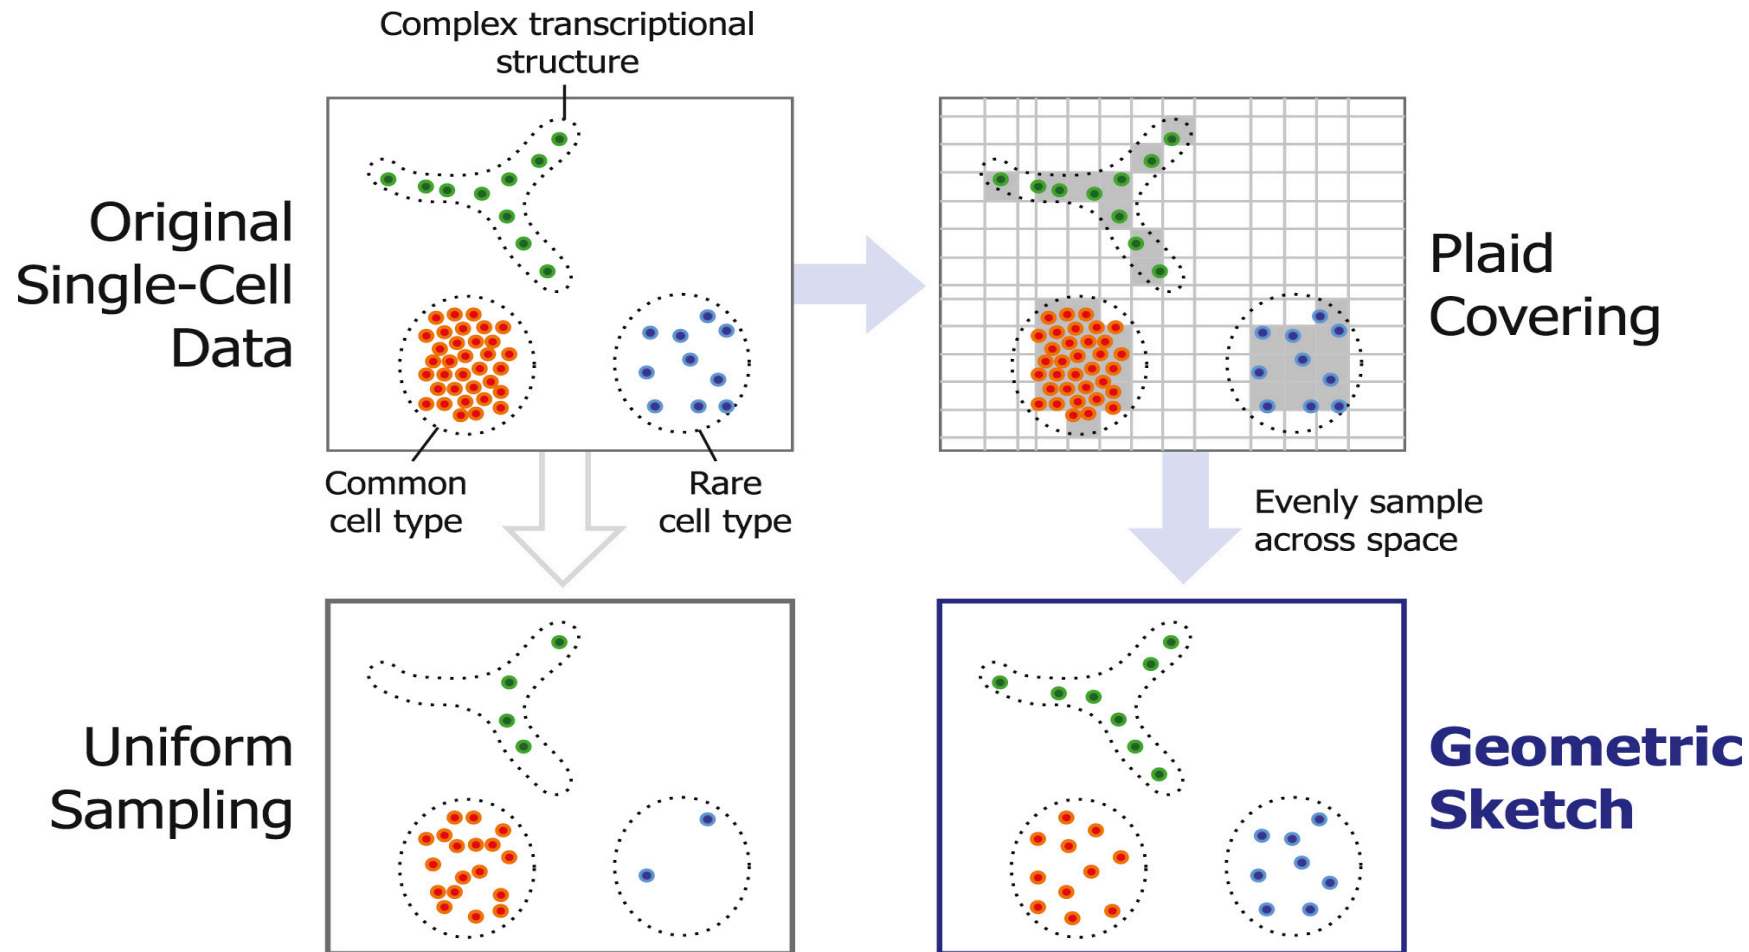 Complex transcriptional
structure
Original
Single-Cell
Data
Plaid
Covering
Common
cell type
Rare
cell type
Evenly sample
across space
Uniform
Sampling
Geometric
Sketch